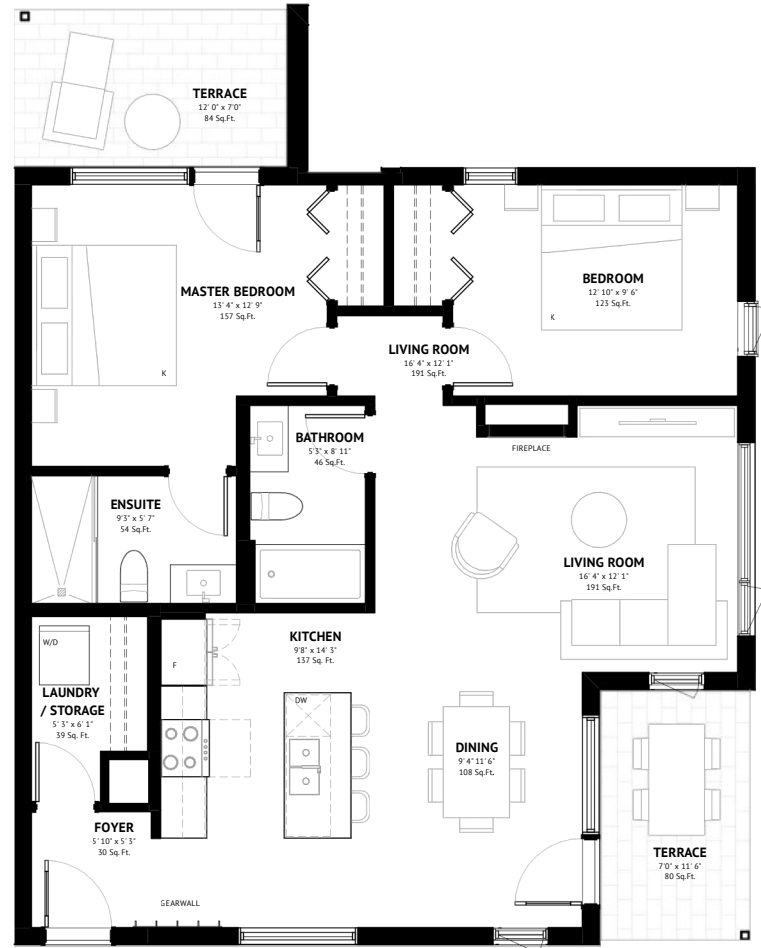 TERRACE
12' 0" x 7'0"
84 Sq.Ft.
MASTER BEDROOM
13' 4" x 12' 9"
157 Sq.Ft.
K
BEDROOM
12' 10" x 9' 6"
123 Sq.Ft.
K
LIVING ROOM
16' 4" x 12' 1"
191 Sq.Ft.
BATHROOM
5'3" x 8' 11"
46 Sq.Ft.
FIREPLACE
ENSUITE
9'3" x 5' 7"
54 Sq.Ft.
LIVING ROOM
16' 4" x 12' 1"
191 Sq.Ft.
KITCHEN
9'8" x 14' 3"
137 Sq. Ft.
W/D
F
LAUNDRY
/ STORAGE
5' 3" x 6' 1"
39 Sq. Ft.
DW
DINING
9' 4" 11' 6"
108 Sq.Ft.
FOYER
5' 10" x 5' 3"
30 Sq. Ft.
TERRACE
7'0" x 11' 6"
80 Sq.Ft.
GEARWALL